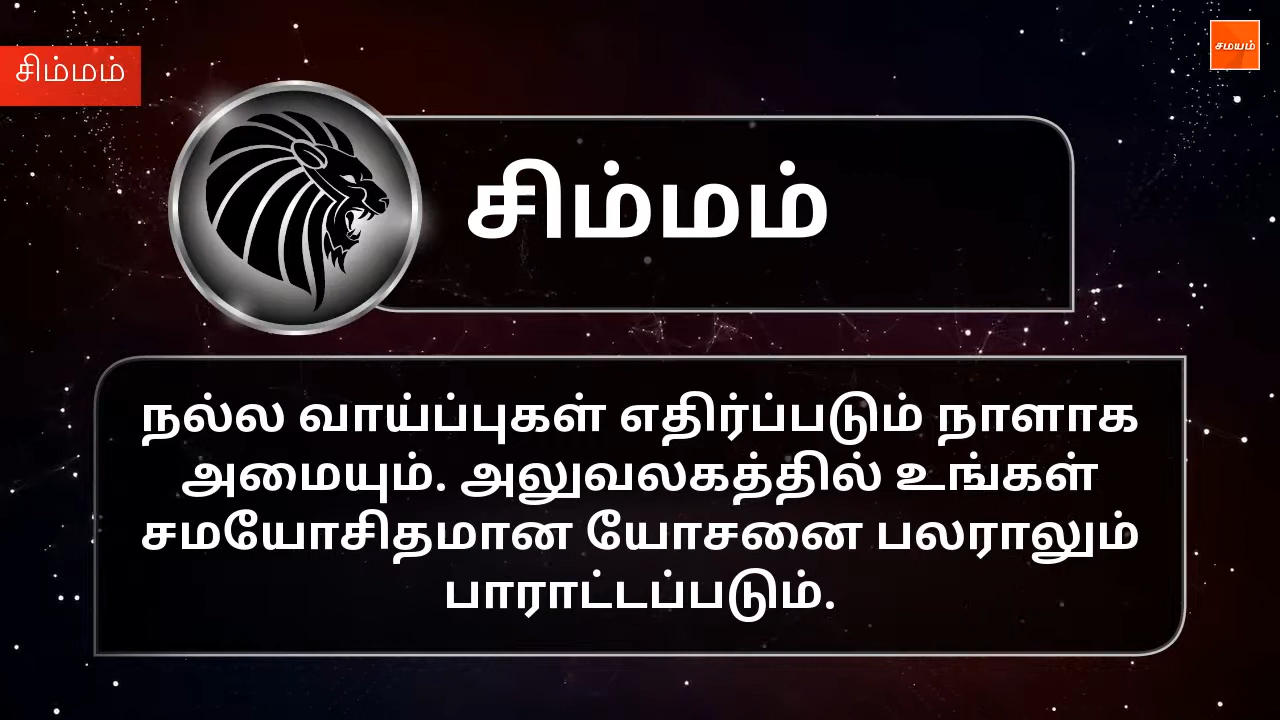 சிம்மம்
சமயம்
சிம்மம்
நல்ல வாய்ப்புகள் எதிர்ப்படும் நாளாக
அமையும். அலுவலகத்தில் உங்கள்
சமயோசிதமான யோசனை பலராலும்
பாராட்டப்படும்.